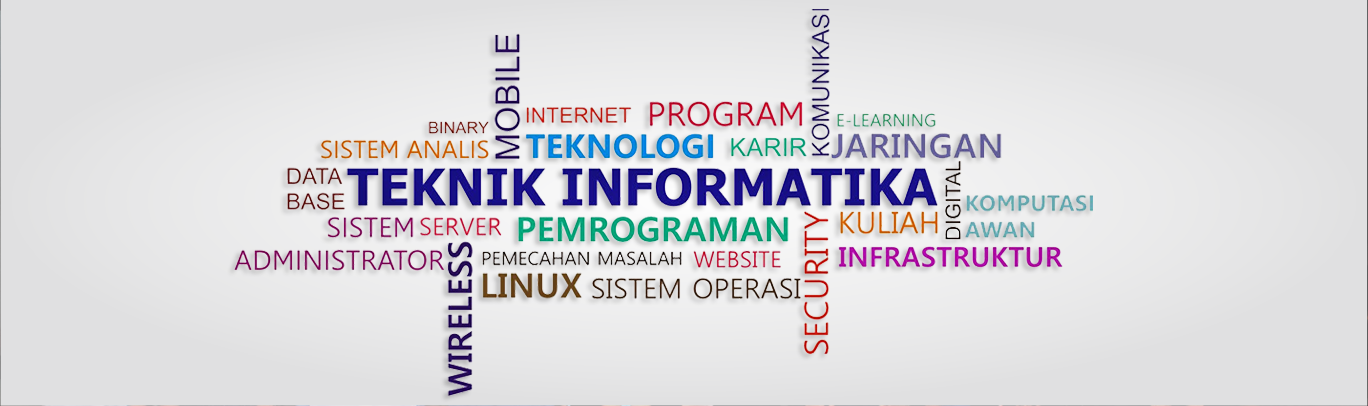 KOMUNIKASI
MOBILE
INTERNET PROGRAM
BINARY
E-LEARNING
SISTEM ANALIS
TEKNOLOGI KARIR JARINGAN
DATA
BASE
TEKNIK INFORMATIKA
DIGITAL
KOMPUTASI
AWAN
SISTEM SERVER PEMROGRAMAN
SECURITY
KULIAH
ADMINISTRATOR
WIRELESS
PEMECAHAN MASALAH WEBSITE
INFRASTRUKTUR
LINUX SISTEM OPERASI